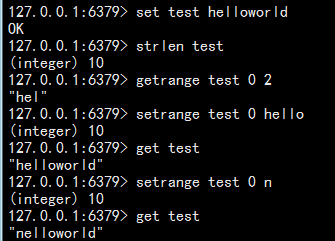 127.0.0.1:6379> set test helloworld
OK
127.0.0.1:6379> strlen test
(integer) 10
127.0.0.1:6379> getrange test 0 2
"hel"
127.0.0.1:6379> setrange test 0 hello
(integer) 10
127.0.0.1:6379> get test
"helloworld"
127.0.0.1:6379> setrange test 0 n
(integer) 10
127.0.0.1:6379> get test
"nelloworld"